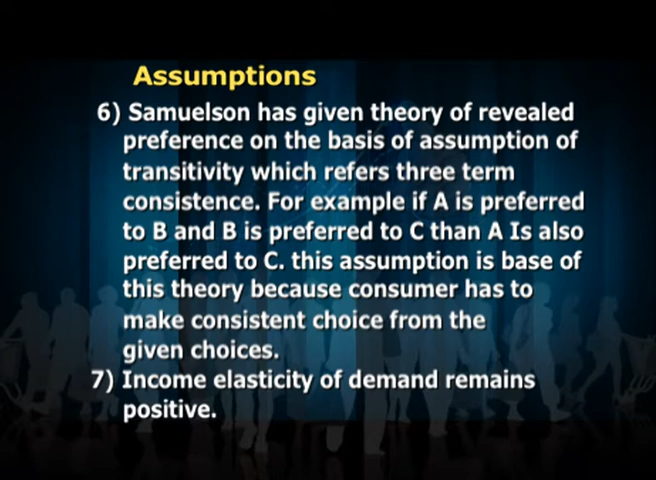 Assumptions
6) Samuelson has given theory of revealed
preference on the basis of assumption of
transitivity which refers three term
consistence. For example if A is preferred
to B and B is preferred to C than A Is also
preferred to C. this assumption is base of
this theory because consumer has to
make consistent choice from the
given choices.
7) Income elasticity of demand remains
positive.